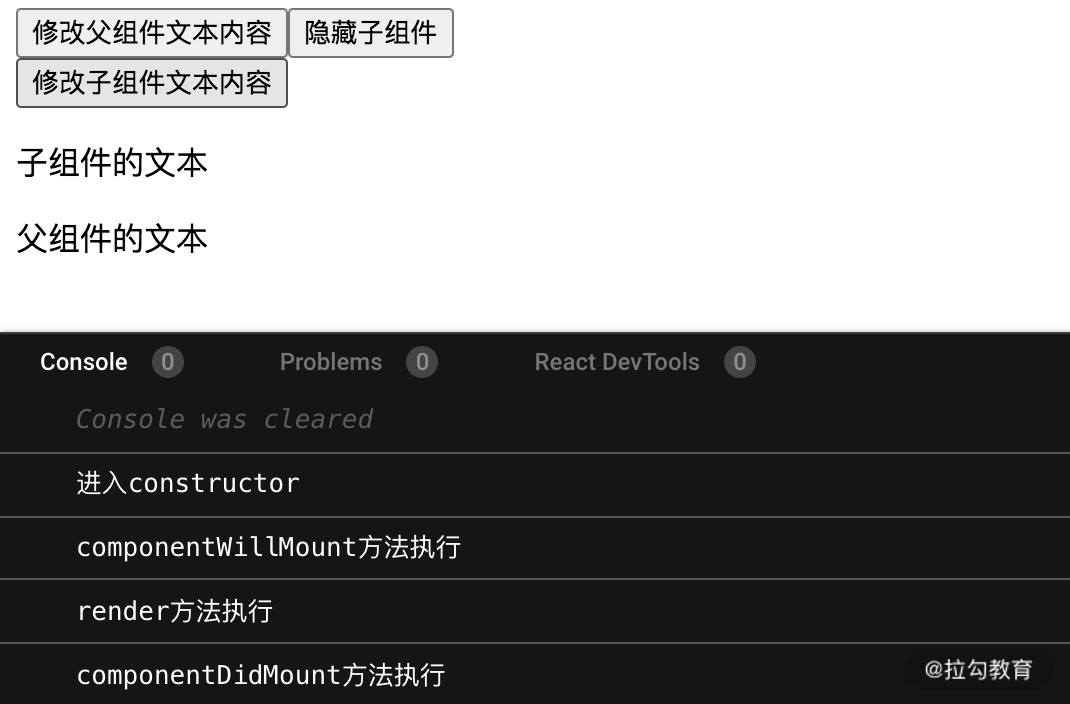 修改父组件文本内容 隐藏子组件
修改子组件文本内容
子组件的文本
父组件的文本
Console 0 Problems 0 React DevTools 0
Console was cleared
进入constructor
componentWillMount方法执行
render方法执行
componentDidMount方法执行
@拉勾教育